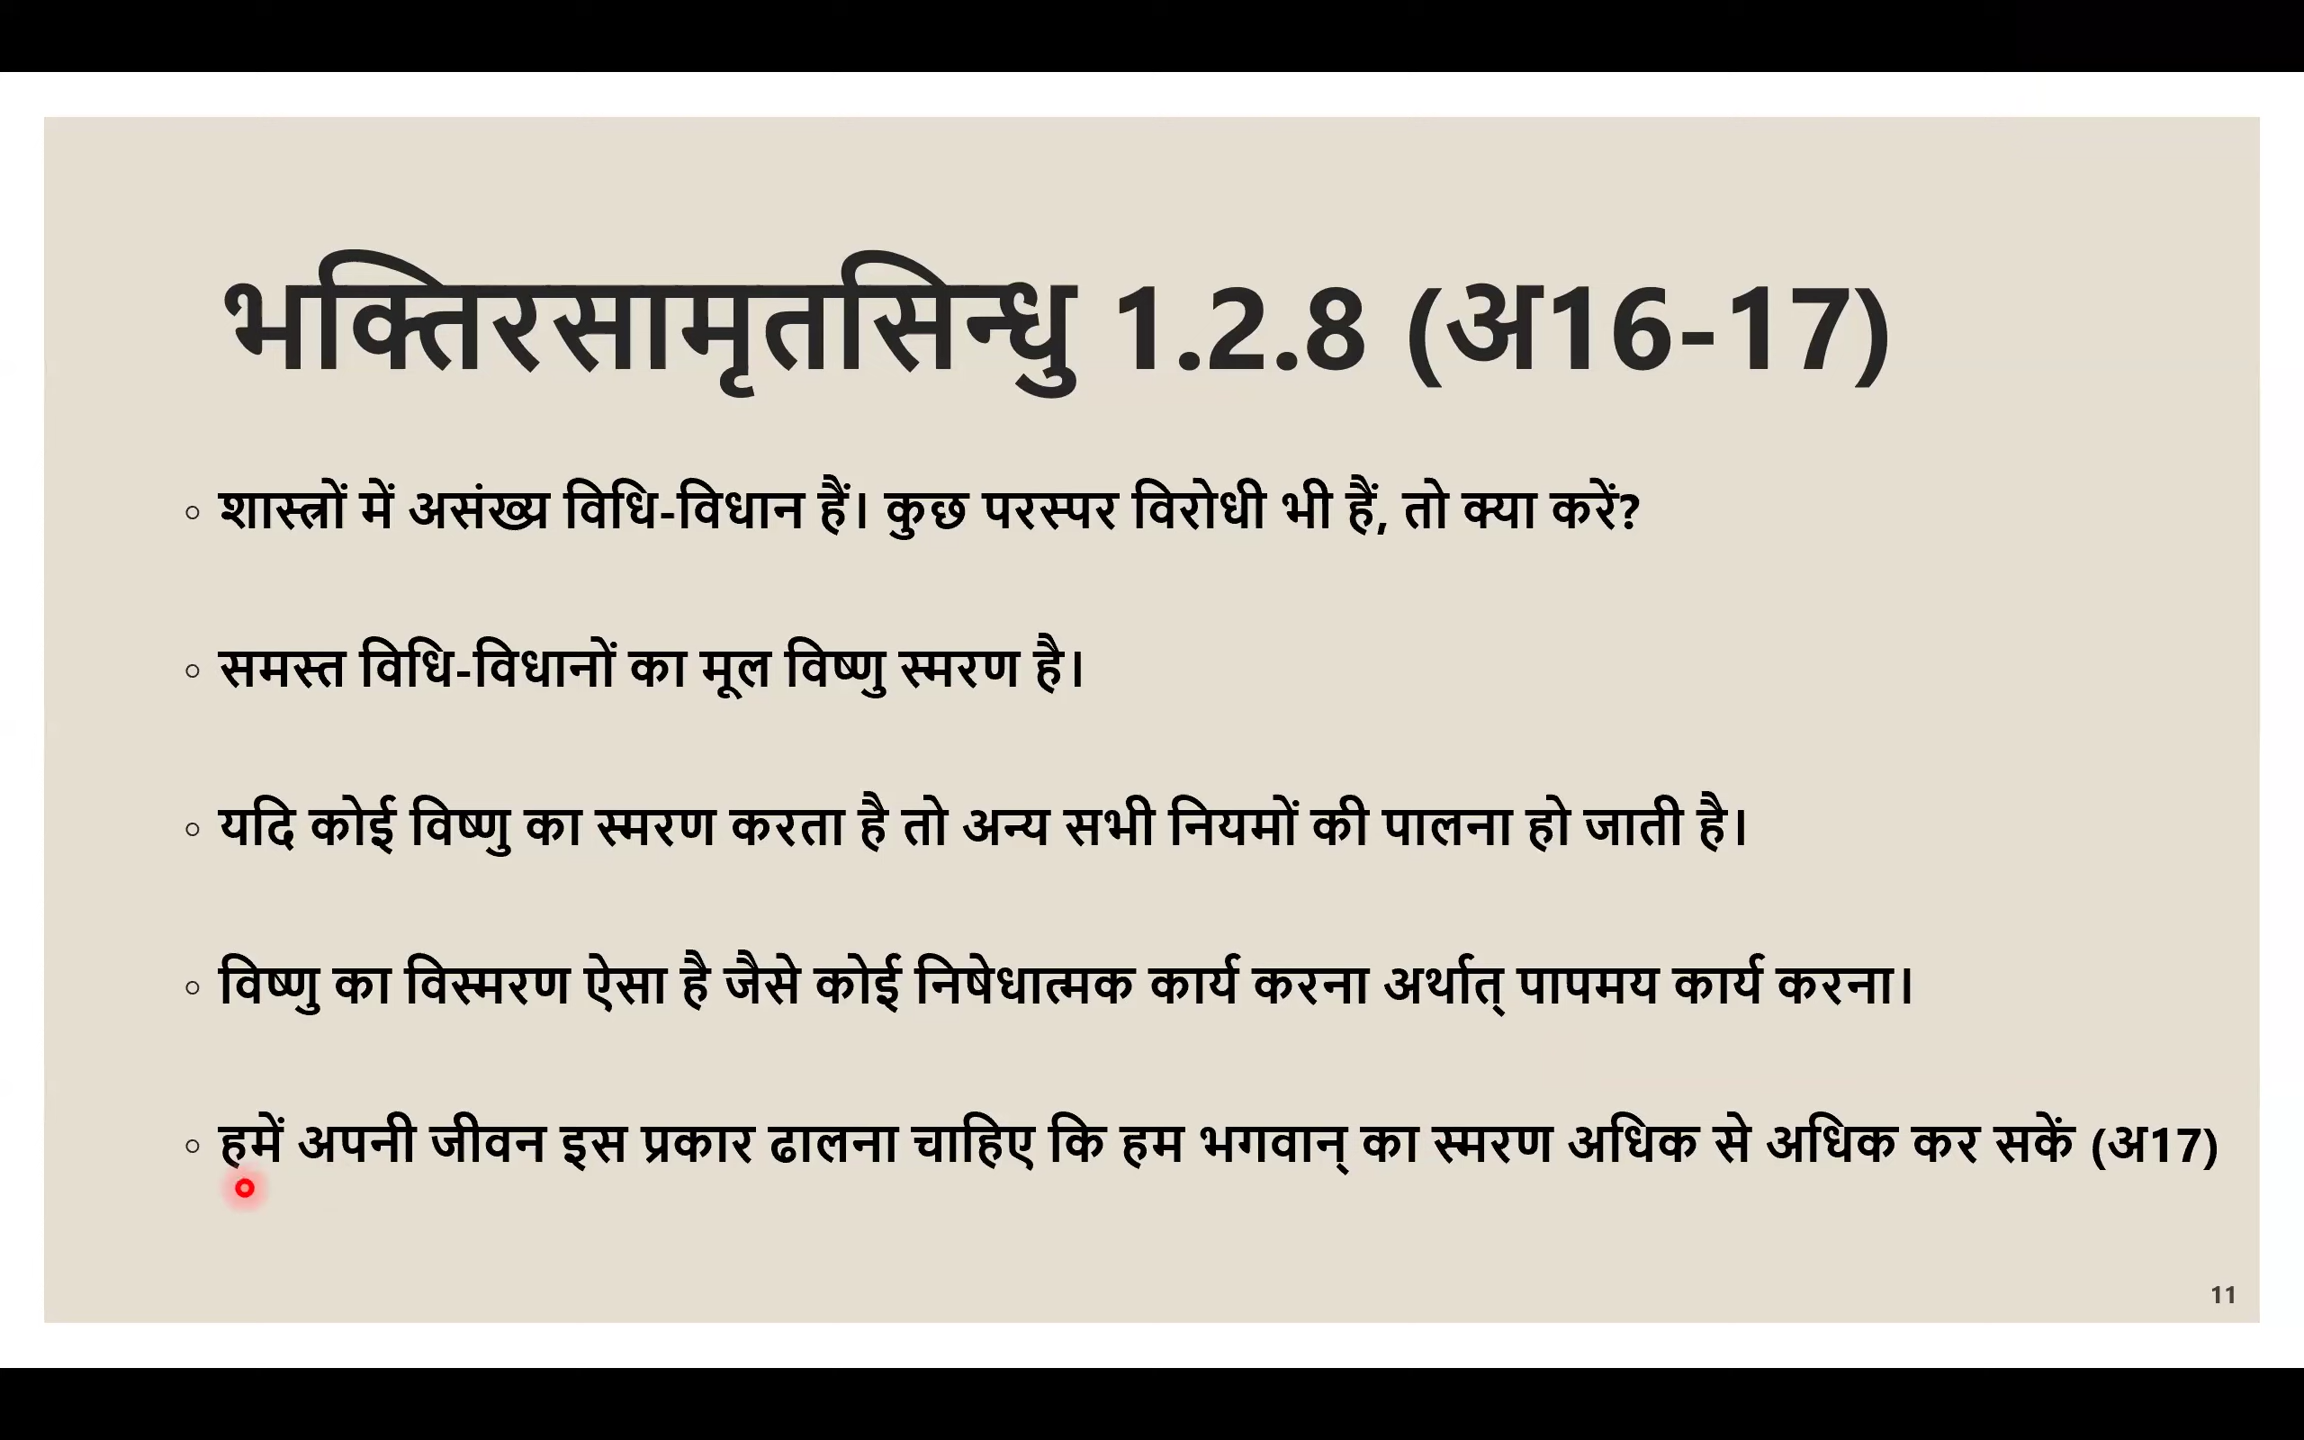 भक्तिरसामृतसिन्धु 1.2.8 (अ16-17)
◦ शास्त्रों में असंख्य विधि-विधान हैं। कुछ परस्पर विरोधी भी हैं, तो क्या करें?
◦ समस्त विधि-विधानों का मूल विष्णु स्मरण है।
◦ यदि कोई विष्णु का स्मरण करता है तो अन्य सभी नियमों की पालना हो जाती है।
◦ विष्णु का विस्मरण ऐसा है जैसे कोई निषेधात्मक कार्य करना अर्थात् पापमय कार्य करना।
◦ हमें अपनी जीवन इस प्रकार ढालना चाहिए कि हम भगवान् का स्मरण अधिक से अधिक कर सकें (अ17)
11